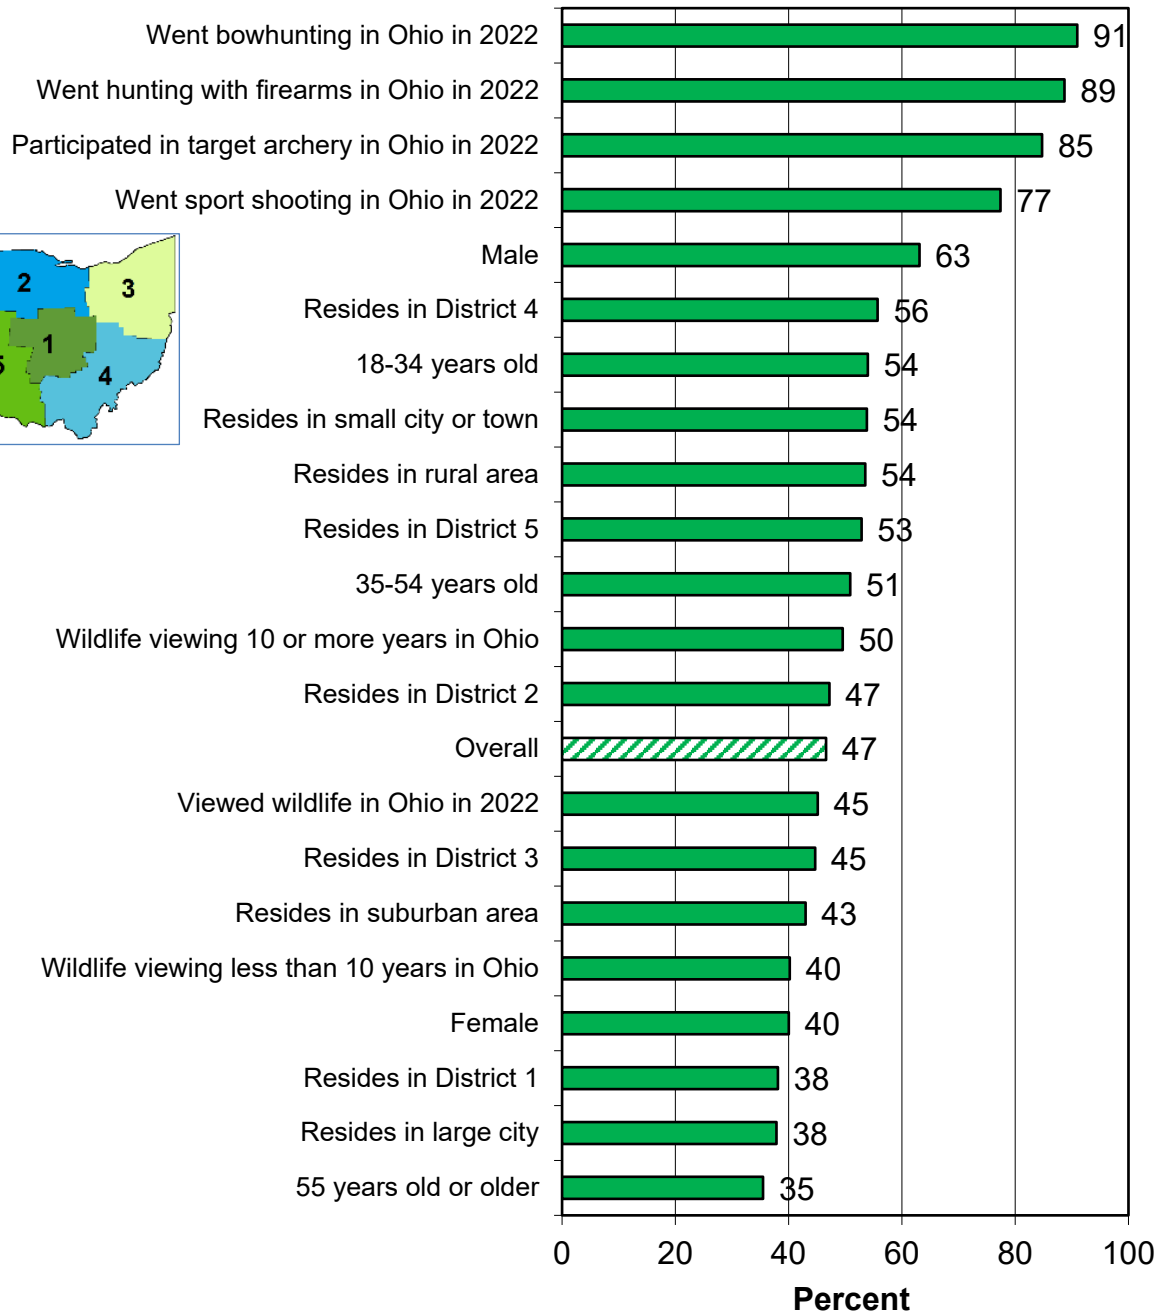 Went bowhunting in Ohio in 2022 91
Went hunting with firearms in Ohio in 2022 89
Participated in target archery in Ohio in 2022 85
Went sport shooting in Ohio in 2022 77
Male 63
2
3
1
5
4
Resides in District 4 56
18-34 years old 54
Resides in small city or town 54
Resides in rural area 54
Resides in District 5 53
35-54 years old 51
Wildlife viewing 10 or more years in Ohio 50
Resides in District 2 47
Overall 47
Viewed wildlife in Ohio in 2022 45
Resides in District 3 45
Resides in suburban area 43
Wildlife viewing less than 10 years in Ohio 40
Female 40
Resides in District 1 38
Resides in large city 38
55 years old or older 35
0 20 40 60 80 100
Percent